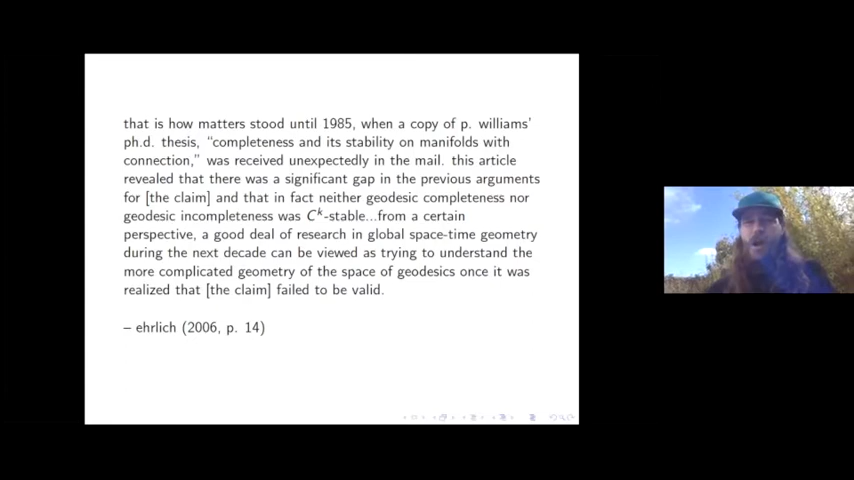 that is how matters stood until 1985, when a copy of p. williams'
ph.d. thesis, "completeness and its stability on manifolds with
connection," was received unexpectedly in the mail. this article
revealed that there was a significant gap in the previous arguments
for [the claim] and that in fact neither geodesic completeness nor
geodesic incompleteness was Cᵏ-stable...from a certain
perspective, a good deal of research in global space-time geometry
during the next decade can be viewed as trying to understand the
more complicated geometry of the space of geodesics once it was
realized that [the claim] failed to be valid.
– ehrlich (2006, p. 14)